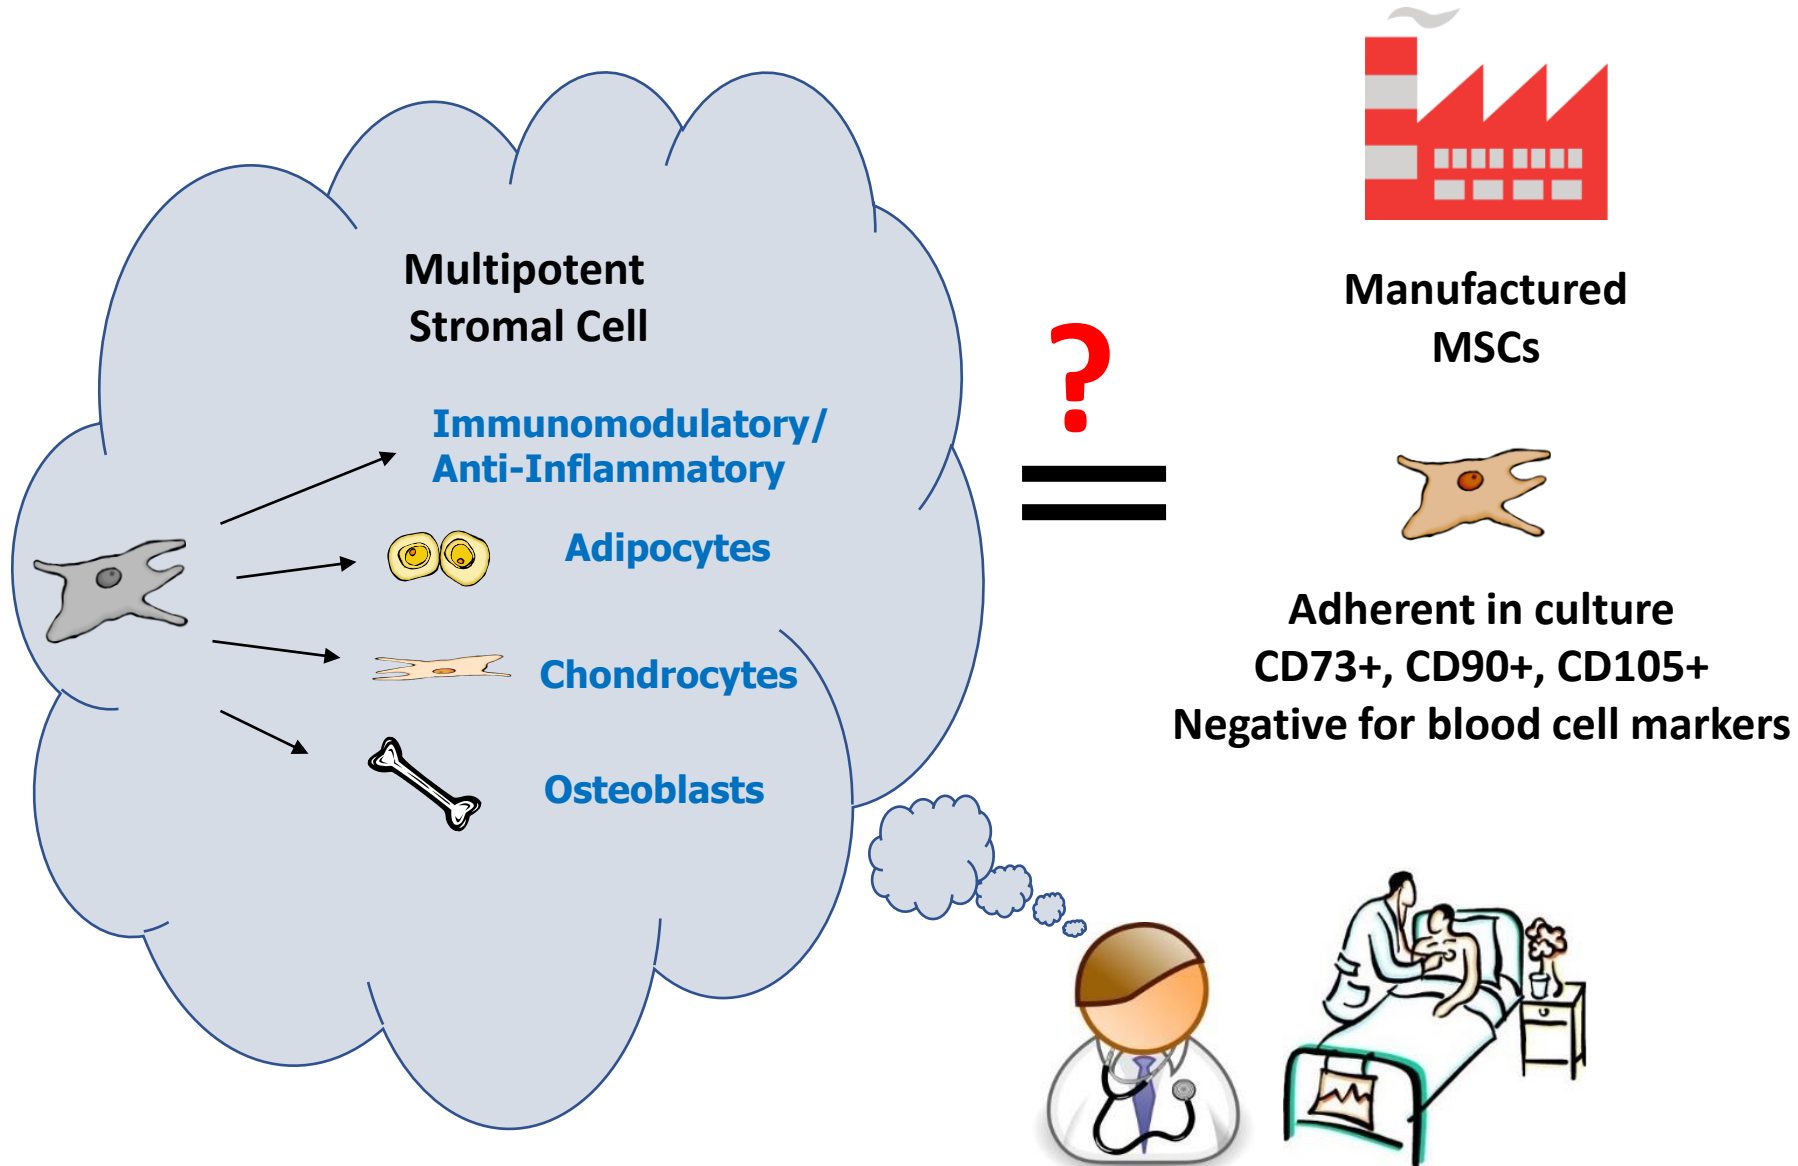 Multipotent
Stromal Cell
Immunomodulatory/
Anti-Inflammatory
Adipocytes
Chondrocytes
Osteoblasts
?
Manufactured
MSCs
Adherent in culture
CD73+, CD90+, CD105+
Negative for blood cell markers